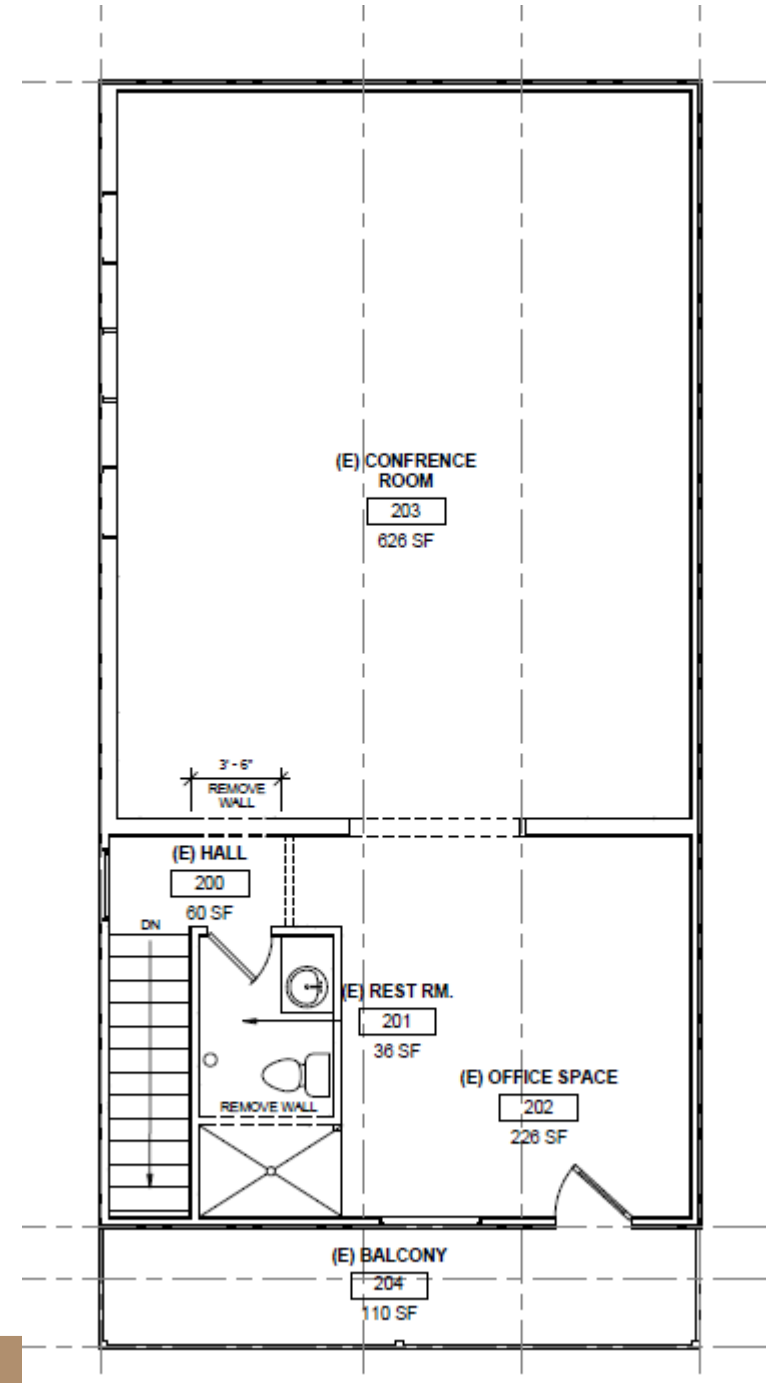 (E) CONFRENCE
ROOM
203
626 SF
3' - 6"
REMOVE
WALL
(E) HALL
200
60 SF
DN
(E) REST RM.
201
36 SF
REMOVE WALL
(E) OFFICE SPACE
202
226 SF
(E) BALCONY
204
110 SF